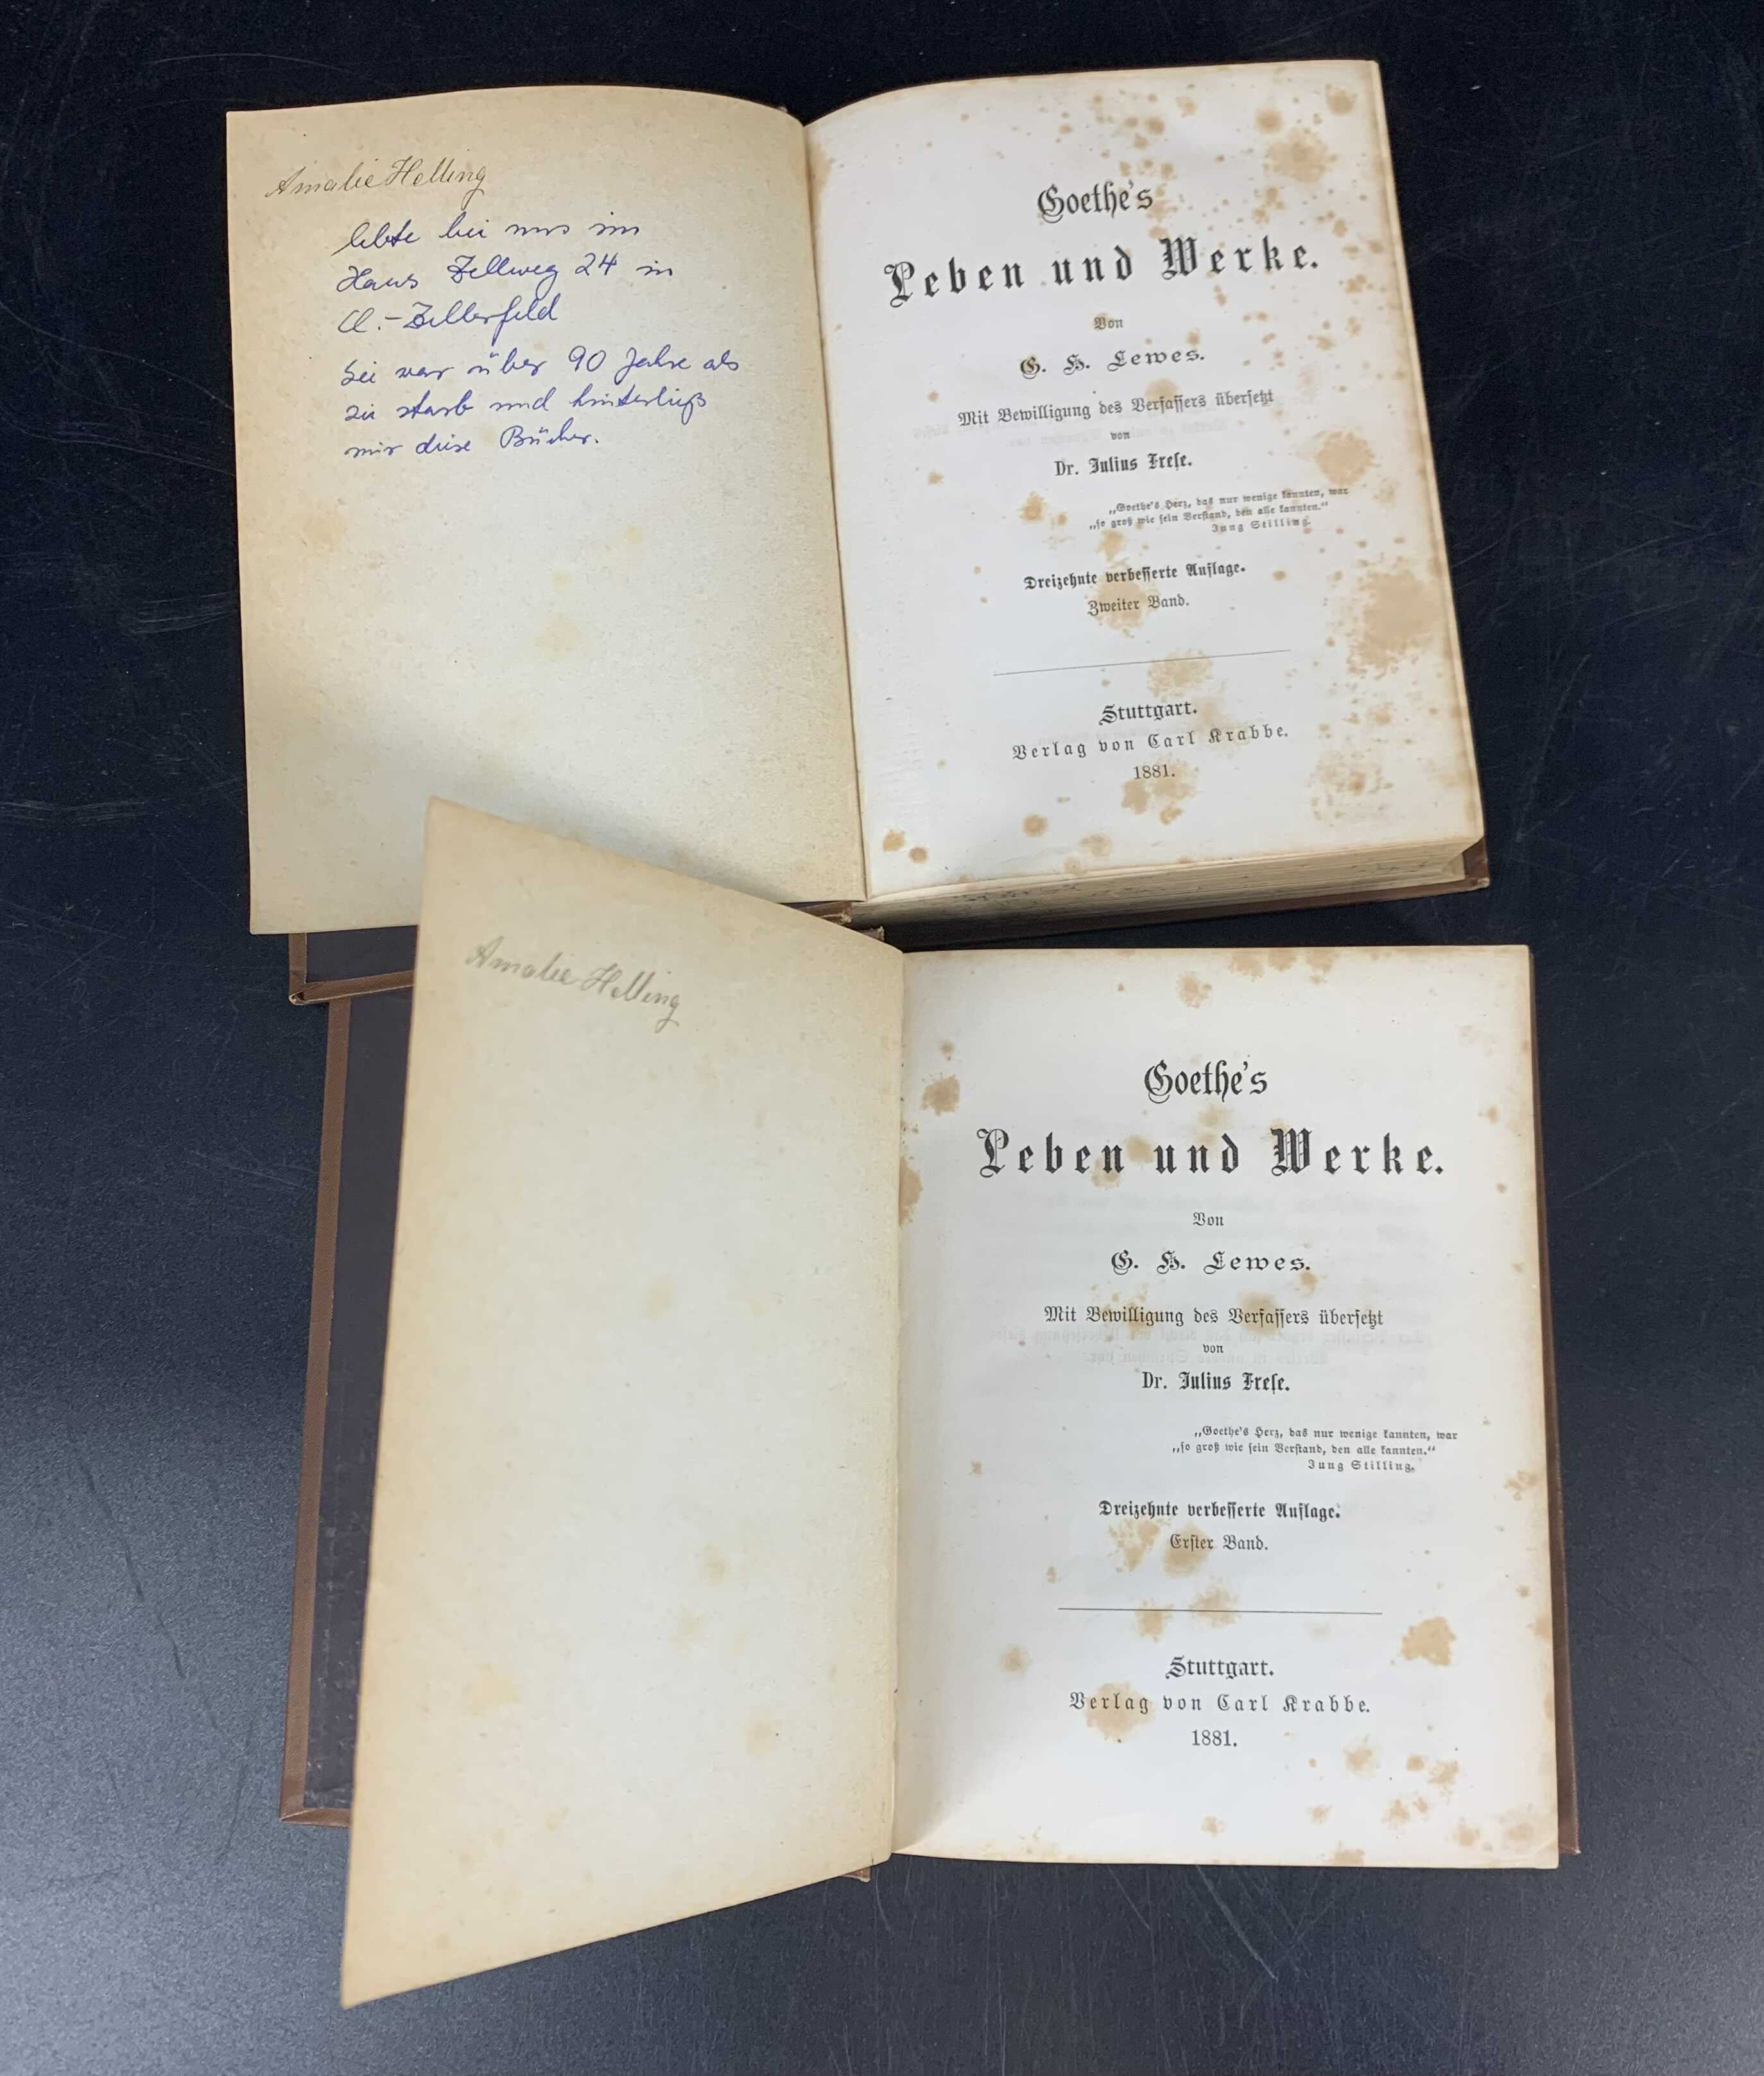 Amalie Helling
lebte bei uns im
Haus Zellweg 24 in
Cl.-Zellerfeld
Sie war über 90 Jahre als
sie starb und hinterließ
mir diese Bücher.
Goethe's
Leben und Werke.
Von
G. H. Lewes.
Mit Bewilligung des Verfassers übersetzt
von
Dr. Julius Frese.
„Goethe's Herz, das nur wenige kannten, war
„so groß wie sein Verstand, den alle kannten.“
Jung Stilling.
Dreizehnte verbesserte Auflage.
Zweiter Band.
Stuttgart.
Verlag von Carl Krabbe.
1881.
Amalie Helling
Goethe's
Leben und Werke.
Von
G. H. Lewes.
Mit Bewilligung des Verfassers übersetzt
von
Dr. Julius Frese.
„Goethe's Herz, das nur wenige kannten, war
„so groß wie sein Verstand, den alle kannten.“
Jung Stilling.
Dreizehnte verbesserte Auflage.
Erster Band.
Stuttgart.
Verlag von Carl Krabbe.
1881.